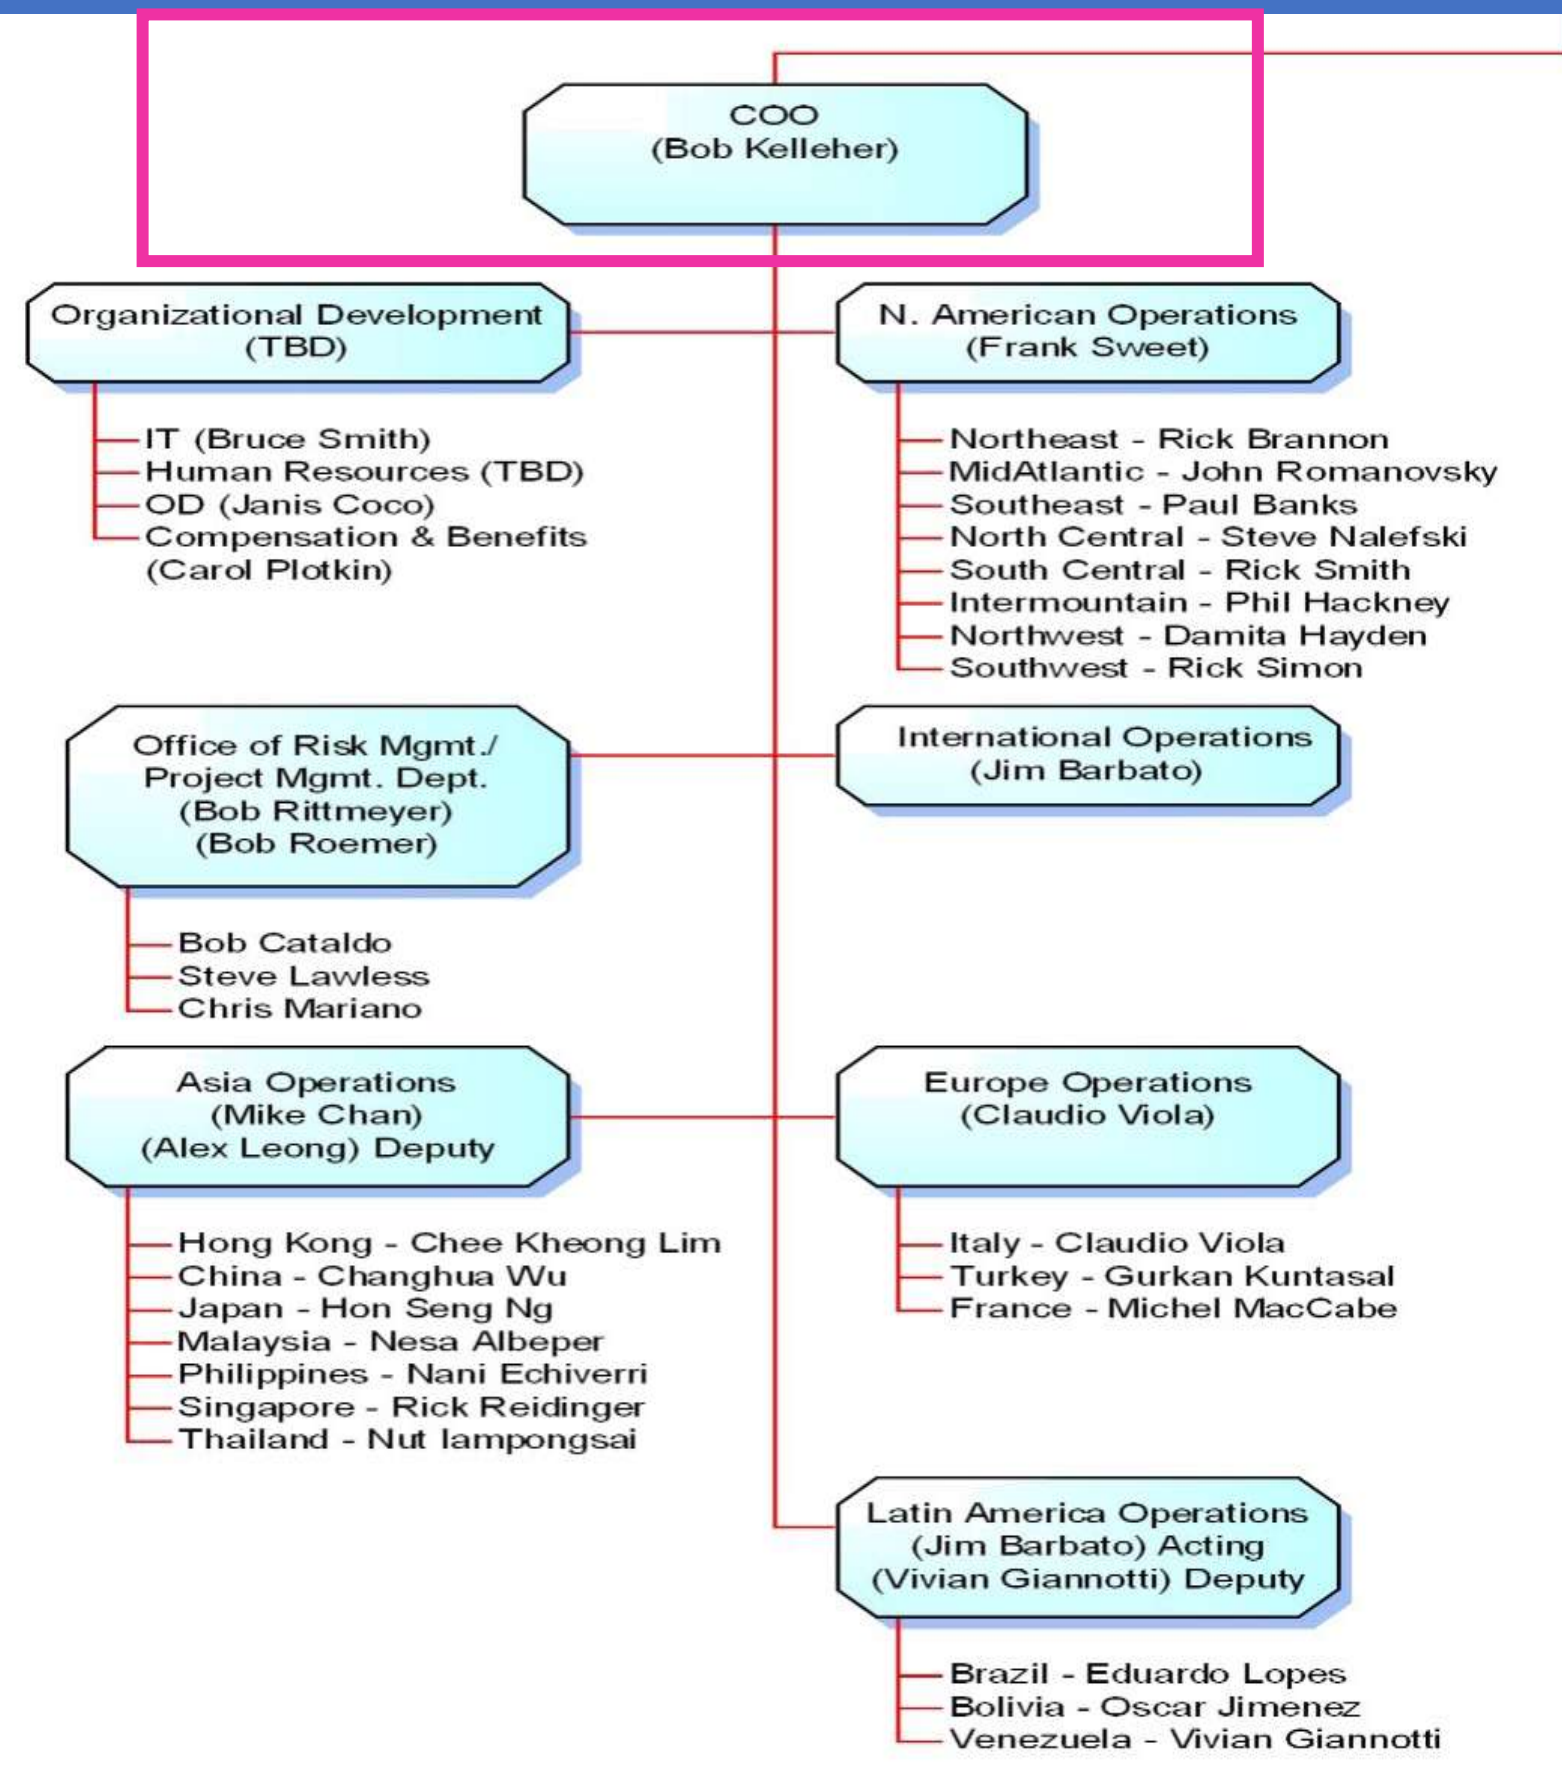 COO
(Bob Kelleher)
Organizational Development
(TBD)
IT (Bruce Smith)
Human Resources (TBD)
OD (Janis Coco)
Compensation & Benefits
(Carol Plotkin)
N. American Operations
(Frank Sweet)
Northeast - Rick Brannon
MidAtlantic - John Romanovsky
Southeast - Paul Banks
North Central - Steve Nalefski
South Central - Rick Smith
Intermountain - Phil Hackney
Northwest - Damita Hayden
Southwest - Rick Simon
Office of Risk Mgmt./
Project Mgmt. Dept.
(Bob Rittmeyer)
(Bob Roemer)
Bob Cataldo
Steve Lawless
Chris Mariano
International Operations
(Jim Barbato)
Asia Operations
(Mike Chan)
(Alex Leong) Deputy
Hong Kong - Chee Kheong Lim
China - Changhua Wu
Japan - Hon Seng Ng
Malaysia - Nesa Albeper
Philippines - Nani Echiverri
Singapore - Rick Reidinger
Thailand - Nut Iampongsai
Europe Operations
(Claudio Viola)
Italy - Claudio Viola
Turkey - Gurkan Kuntasal
France - Michel MacCabe
Latin America Operations
(Jim Barbato) Acting
(Vivian Giannotti) Deputy
Brazil - Eduardo Lopes
Bolivia - Oscar Jimenez
Venezuela - Vivian Giannotti